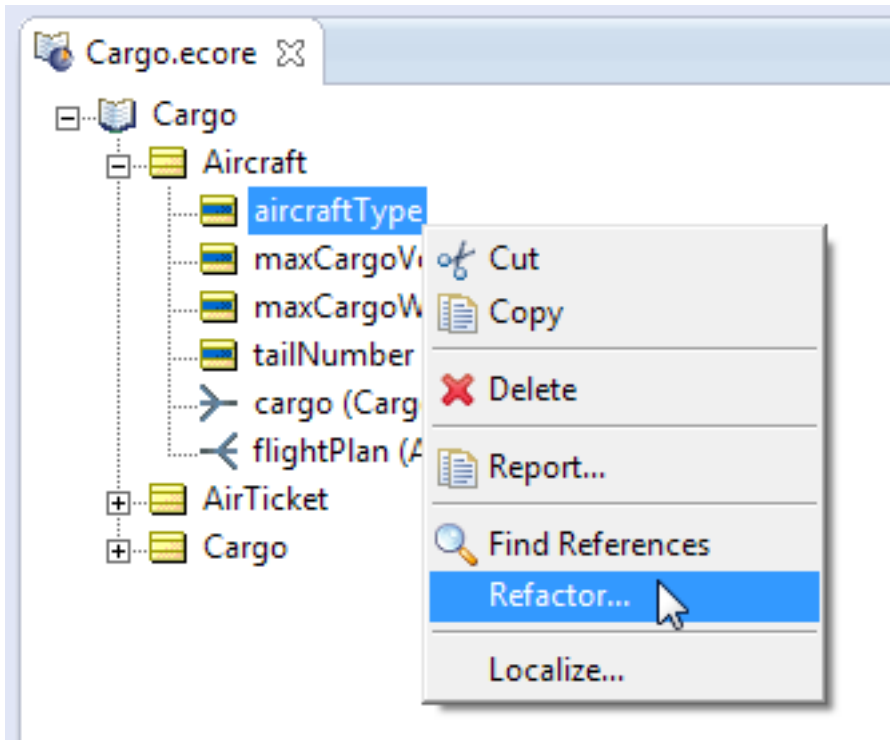 Cargo.ecore
Cargo
Aircraft
aircraftType
maxCargoV
maxCargoW
tailNumber
cargo (Carg
flightPlan (A
AirTicket
Cargo
Cut
Copy
Delete
Report...
Find References
Refactor...
Localize...